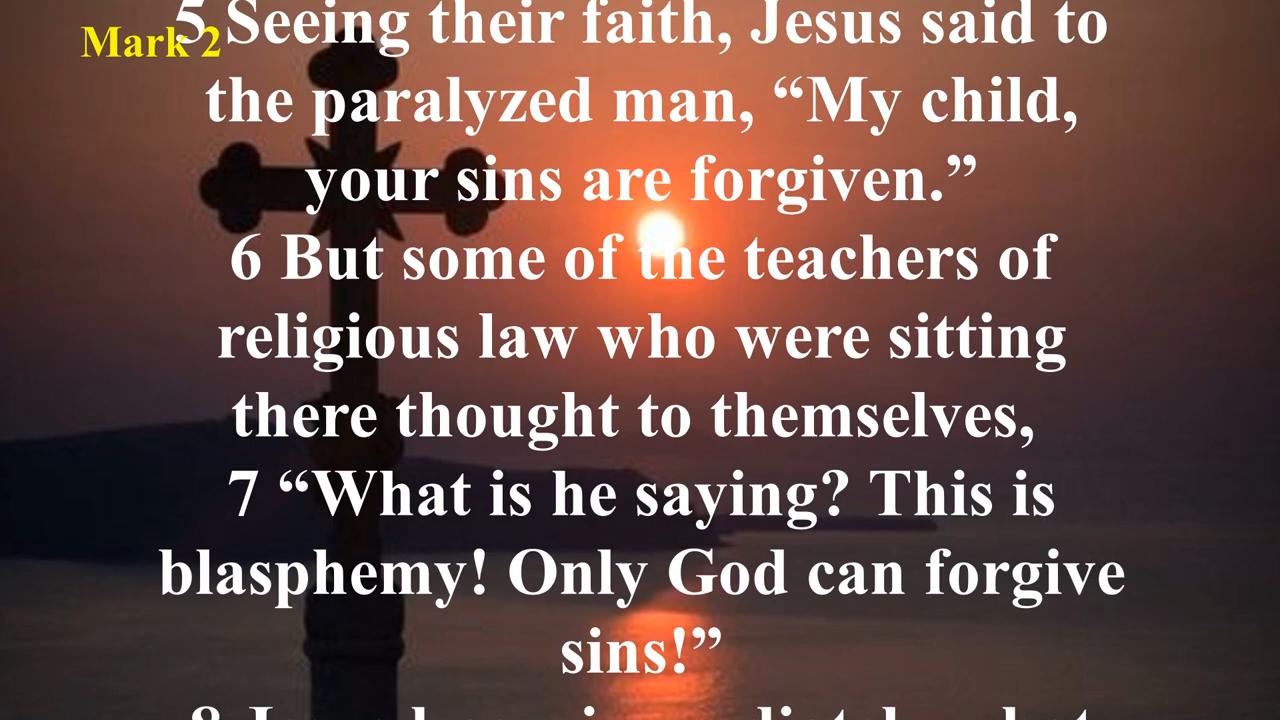 Mark 2
5 Seeing their faith, Jesus said to
the paralyzed man, “My child,
your sins are forgiven.”
6 But some of the teachers of
religious law who were sitting
there thought to themselves,
7 “What is he saying? This is
blasphemy! Only God can forgive
sins!”